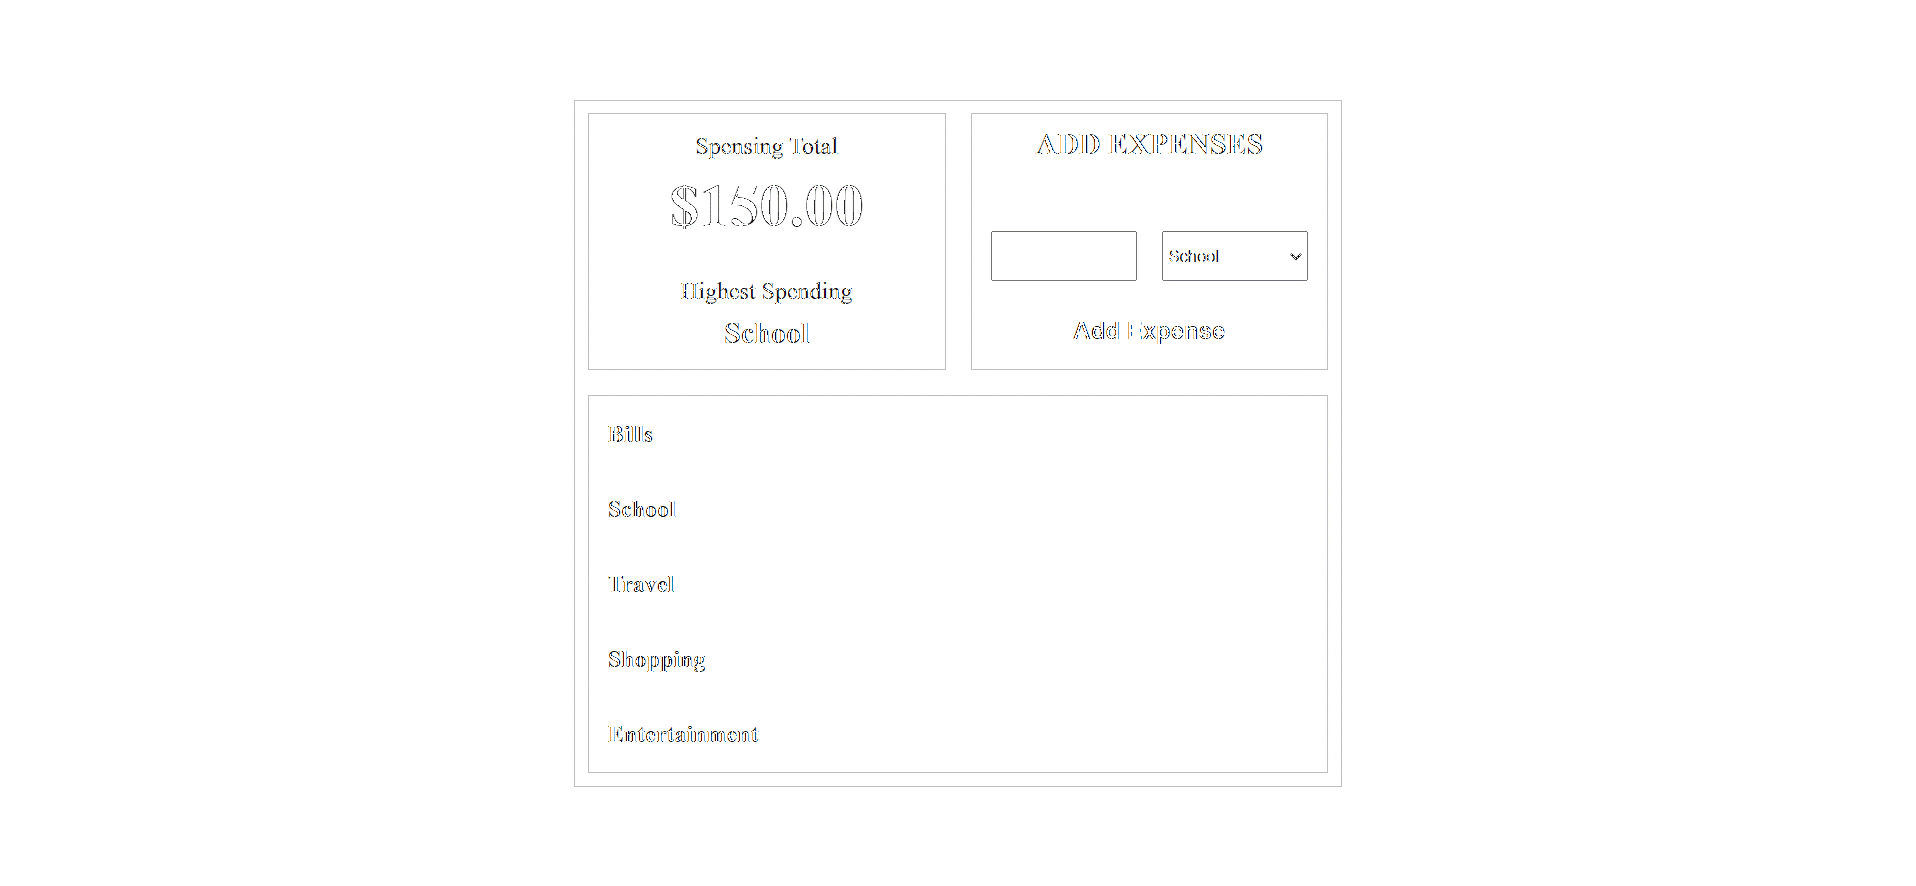 Spensing Total
$150.00
Highest Spending
School
ADD EXPENSES
School
Add Expense
Bills
School
Travel
Shopping
Entertainment